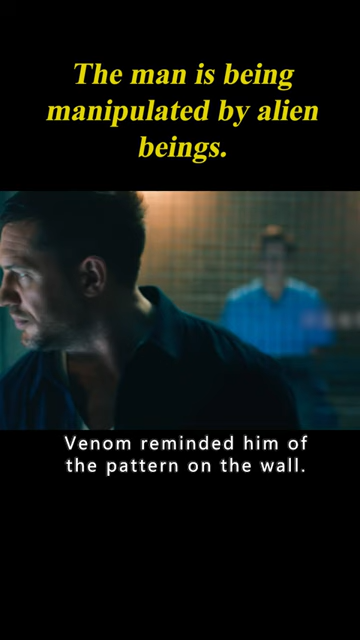 The man is being
manipulated by alien
beings.
Venom reminded him of
the pattern on the wall.